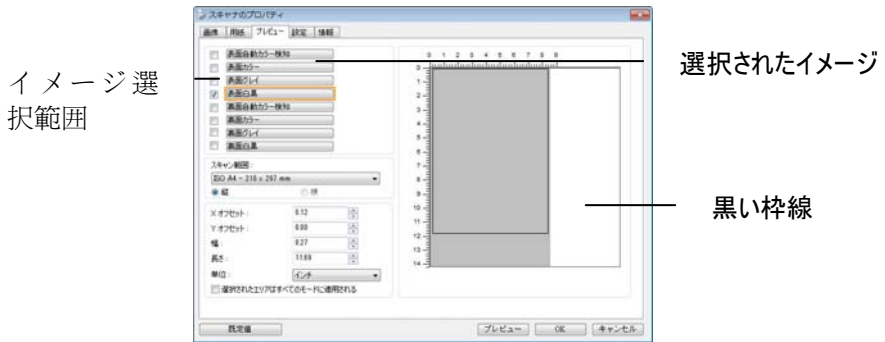 スキャナのプロパティ
画像 用紙 プレビュー 設定 情報
表面自動カラー検知
表面カラー
表面グレイ
表面白黒
裏面自動カラー検知
裏面カラー
裏面グレイ
裏面白黒
スキャン範囲:
ISO A4 - 210 x 297 mm
縦 横
X オフセット: 0.12
Y オフセット: 0.00
幅: 8.27
長さ: 11.69
単位: インチ
選択されたエリアはすべてのモードに適用される
0 1 2 3 4 5 6 7 8 9
0
1
2
3
4
5
6
7
8
9
10
11
12
13
14
既定値 プレビュー OK キャンセル
イメージ選
択範囲
選択されたイメージ
黒い枠線